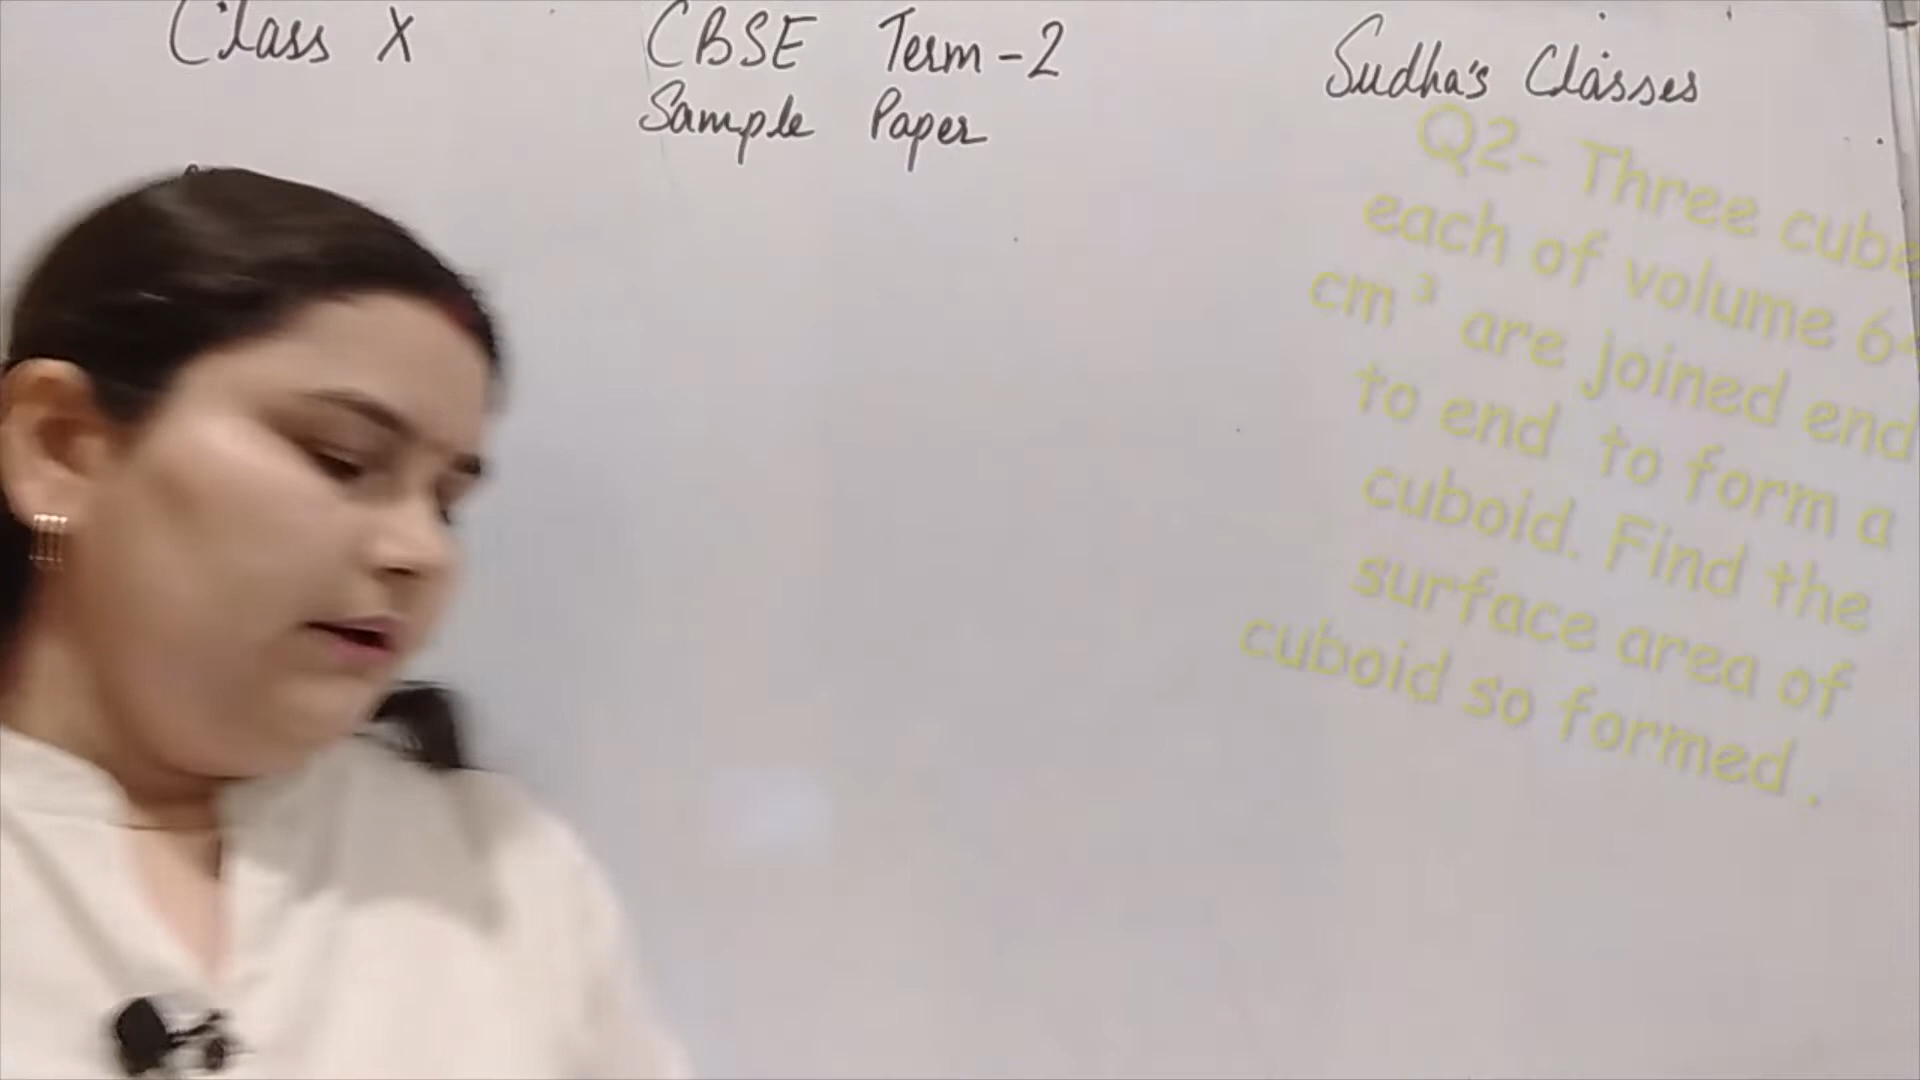 Class X
CBSE Term-2
Sample Paper
Sudha's Classes
Q2- Three cube
each of volume 6
cm³ are joined end
to end to form a
cuboid. Find the
surface area of
cuboid so formed .